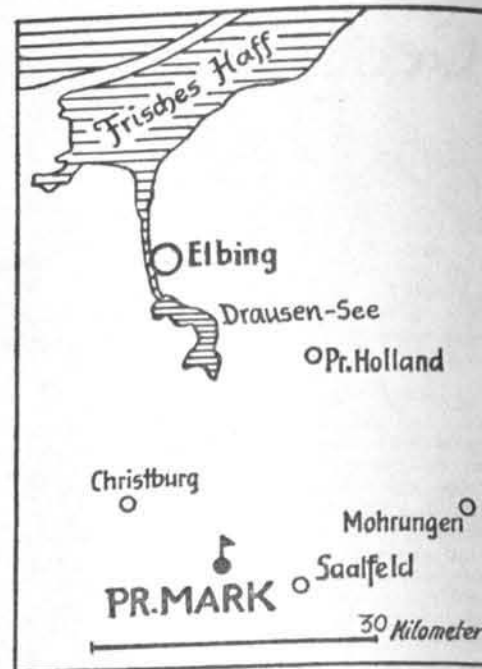 Frisches Haff
Elbing
Drausen-See
Pr.Holland
Christburg
Mohrungen
Saalfeld
PR.MARK
30 Kilometer